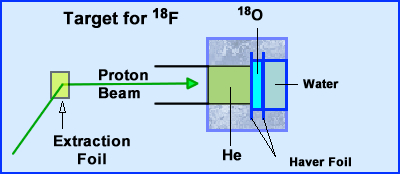 Target for 18F
18O
Proton
Beam
Water
Extraction
Foil
He
Haver Foil